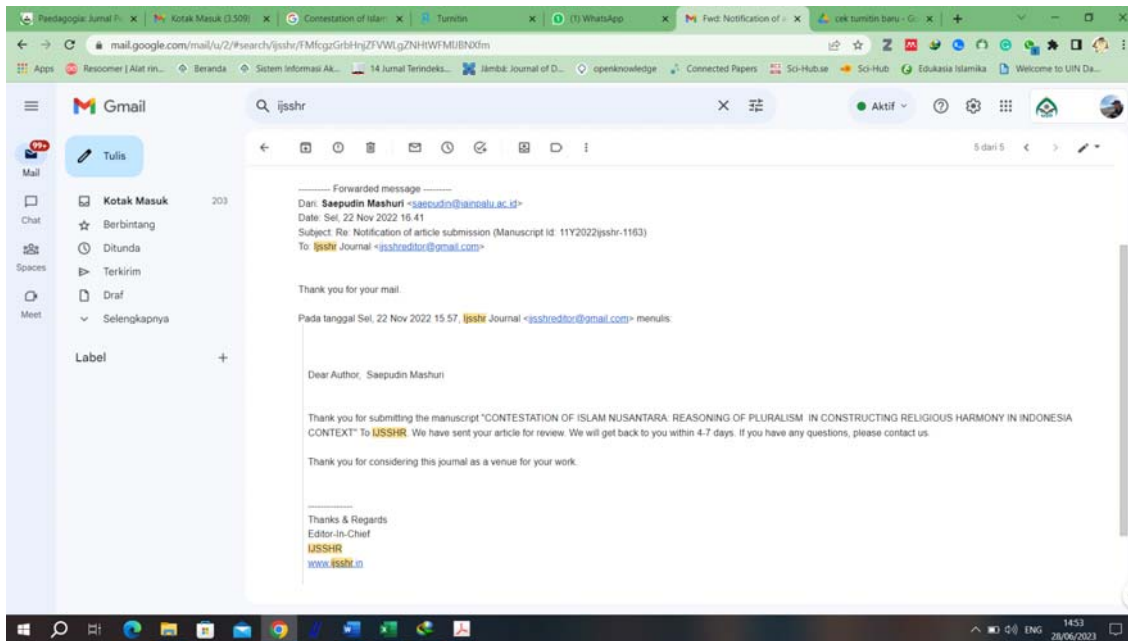 Paedagogia: Jurnal Pe
Kotak Masuk (3.509)
Contestation of Islam
Turnitin
(1) WhatsApp
Fwd: Notification of a
cek turnitin baru - Go
mail.google.com/mail/u/2/#search/ijsshr/FMfcgzGrbHnjZFVWLgZNHtWFMUBNXfm
Apps
Resoomer | Alat rin...
Beranda
Sistem Informasi Ak...
14 Jurnal Terindeks...
Jàmbá: Journal of D...
openknowledge
Connected Papers
Sci-Hub.se
Sci-Hub
Edukasia Islamika
Welcome to UIN Da...
Gmail
ijsshr
Aktif
99+
Mail
Chat
Spaces
Meet
Tulis
Kotak Masuk 203
Berbintang
Ditunda
Terkirim
Draf
Selengkapnya
Label +
5 dari 5
---------- Forwarded message ---------
Dari: Saepudin Mashuri <saepudin@iainpalu.ac.id>
Date: Sel, 22 Nov 2022 16.41
Subject: Re: Notification of article submission (Manuscript Id: 11Y2022ijsshr-1163)
To: Ijsshr Journal <ijsshreditor@gmail.com>
Thank you for your mail.
Pada tanggal Sel, 22 Nov 2022 15.57, Ijsshr Journal <ijsshreditor@gmail.com> menulis:
Dear Author, Saepudin Mashuri
Thank you for submitting the manuscript "CONTESTATION OF ISLAM NUSANTARA: REASONING OF PLURALISM IN CONSTRUCTING RELIGIOUS HARMONY IN INDONESIA
CONTEXT" To IJSSHR. We have sent your article for review. We will get back to you within 4-7 days. If you have any questions, please contact us.
Thank you for considering this journal as a venue for your work.
---------------
Thanks & Regards
Editor-In-Chief
IJSSHR
www.ijsshr.in
ENG
14:53
28/06/2023